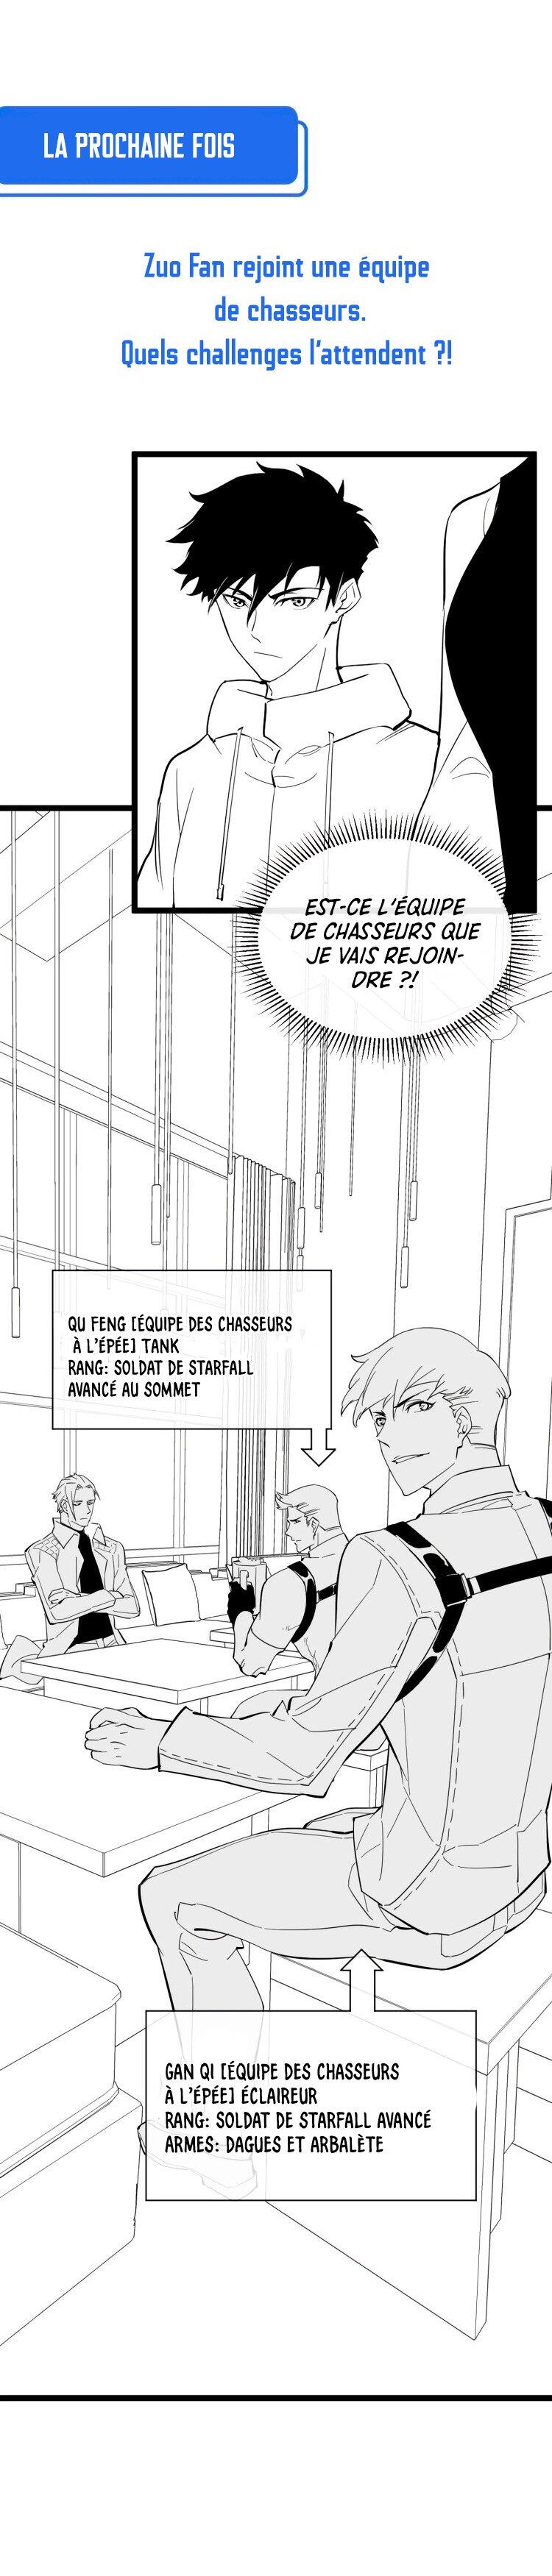 LA PROCHAINE FOIS
Zuo Fan rejoint une équipe
de chasseurs.
Quels challenges l'attendent ?!
EST-CE L'ÉQUIPE
DE CHASSEURS QUE
JE VAIS REJOIN-
DRE ?!
QU FENG [ÉQUIPE DES CHASSEURS
À L'ÉPÉE] TANK
RANG: SOLDAT DE STARFALL
AVANCÉ AU SOMMET
GAN QI [ÉQUIPE DES CHASSEURS
À L'ÉPÉE] ÉCLAIREUR
RANG: SOLDAT DE STARFALL AVANCÉ
ARMES: DAGUES ET ARBALÈTE